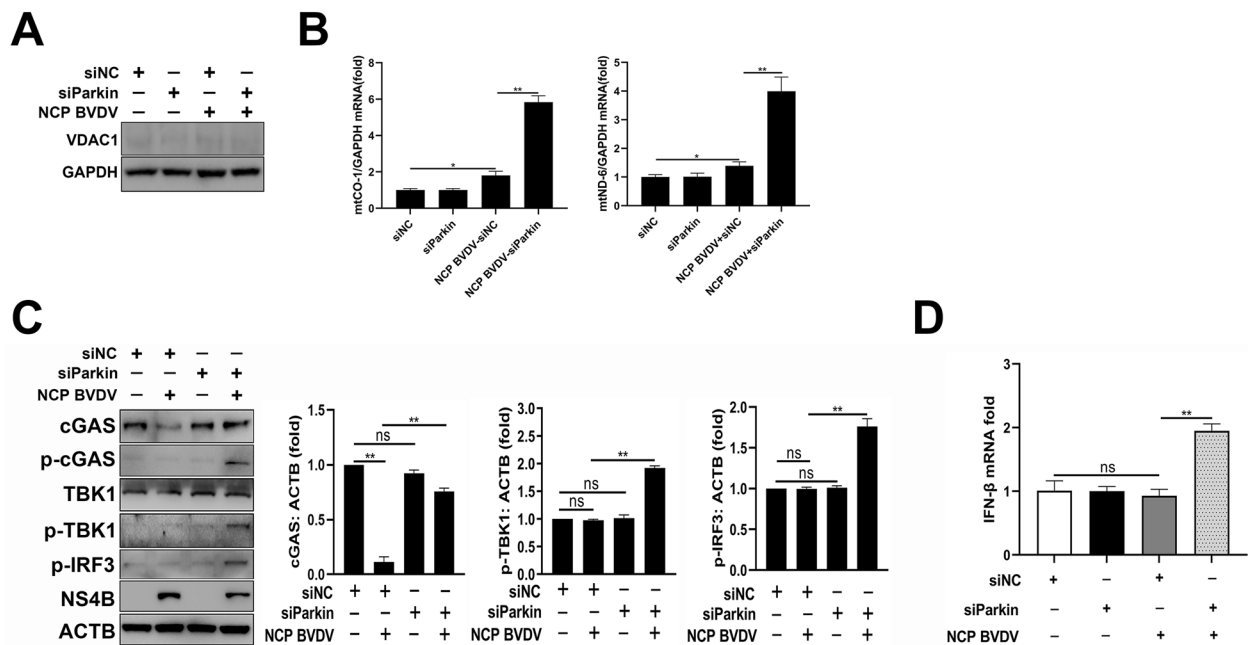 A
siNC + − + −
siParkin − + − +
NCP BVDV − − + +
VDAC1
GAPDH
B
mtCO-1/GAPDH mRNA(fold)
8
6
4
2
0
*
**
siNC
siParkin
NCP BVDV-siNC
NCP BVDV-siParkin
mtND-6/GAPDH mRNA(fold)
5
4
3
2
1
0
*
**
siNC
siParkin
NCP BVDV+siNC
NCP BVDV+siParkin
C
siNC + + − −
siParkin − − + +
NCP BVDV − + − +
cGAS
p-cGAS
TBK1
p-TBK1
p-IRF3
NS4B
ACTB
cGAS: ACTB (fold)
1.5
1.0
0.5
0.0
**
ns
**
siNC + + − −
siParkin − − + +
NCP BVDV − + − +
p-TBK1: ACTB (fold)
3.0
2.5
2.0
1.5
1.0
0.5
0.0
**
ns
ns
siNC + + − −
siParkin − − + +
NCP BVDV − + − +
p-IRF3: ACTB (fold)
2.0
1.5
1.0
0.5
0.0
**
ns
ns
siNC + + − −
siParkin − − + +
NCP BVDV − + − +
D
IFN-β mRNA fold
3
2
1
0
ns
**
siNC + − + −
siParkin − + − +
NCP BVDV − − + +